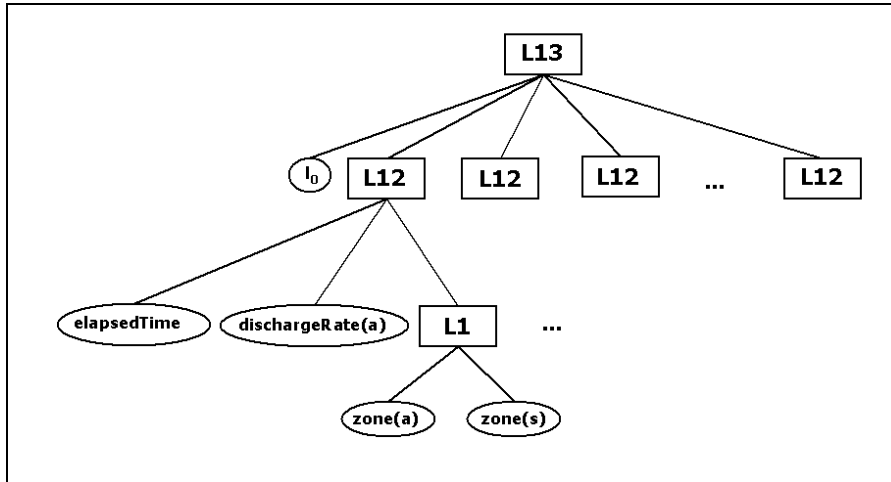 L13
I0
L12
L12
L12
...
L12
elapsedTime
dischargeRate(a)
L1
...
zone(a)
zone(s)